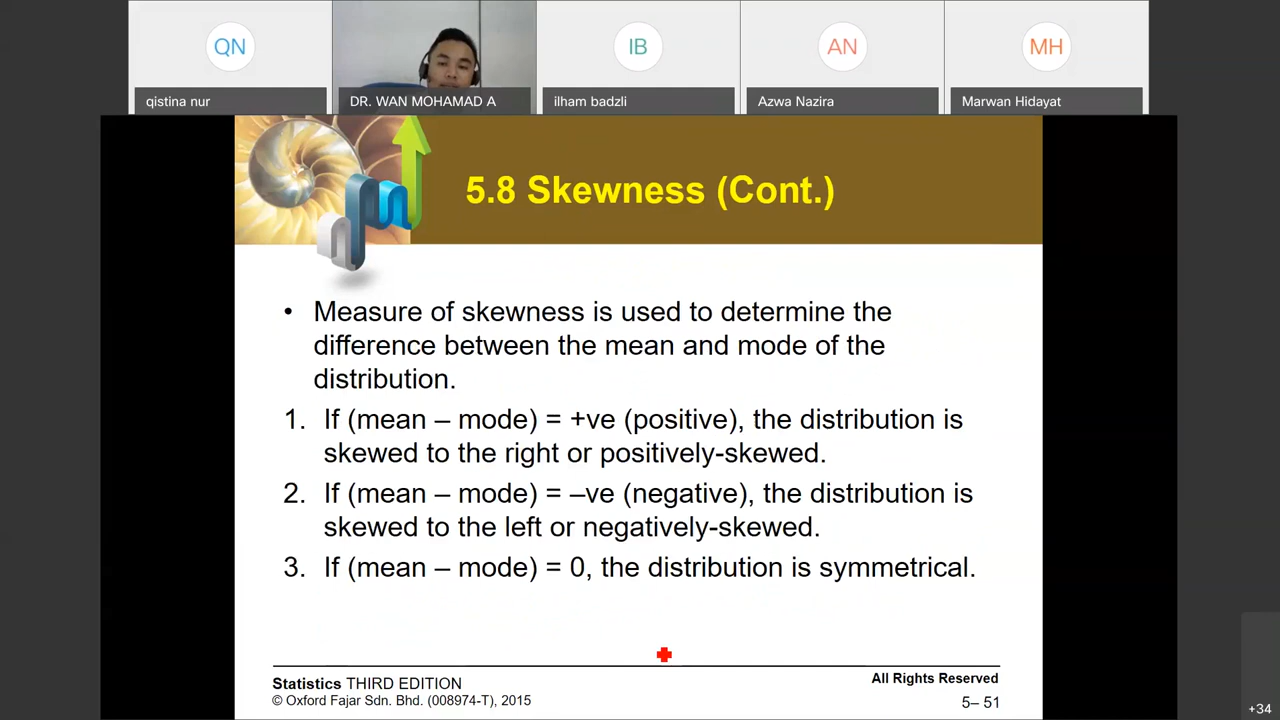 QN
IB
AN
MH
qistina nur
DR. WAN MOHAMAD A
ilham badzli
Azwa Nazira
Marwan Hidayat
5.8 Skewness (Cont.)
• Measure of skewness is used to determine the
difference between the mean and mode of the
distribution.
1. If (mean – mode) = +ve (positive), the distribution is
skewed to the right or positively-skewed.
2. If (mean – mode) = –ve (negative), the distribution is
skewed to the left or negatively-skewed.
3. If (mean – mode) = 0, the distribution is symmetrical.
Statistics THIRD EDITION
© Oxford Fajar Sdn. Bhd. (008974-T), 2015
All Rights Reserved
5– 51
+34